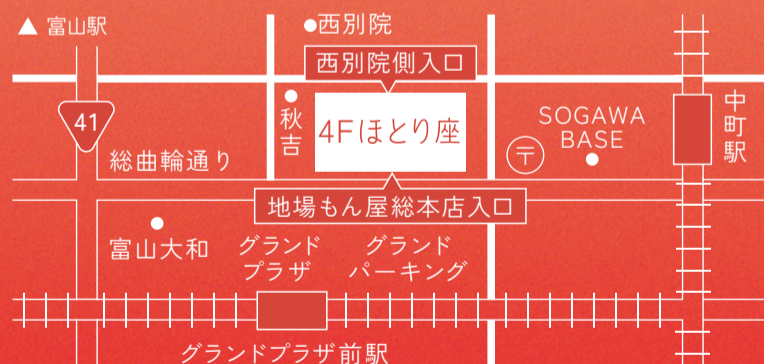 ▲ 富山駅
西別院
西別院側入口
41
秋吉
4Fほとり座
SOGAWA
BASE
〒
中町駅
総曲輪通り
地場もん屋総本店入口
富山大和
グランド
プラザ
グランド
パーキング
グランドプラザ前駅